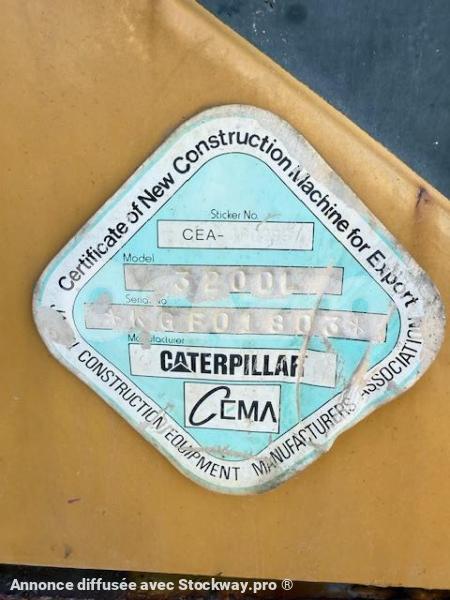 Certificate of New Construction Machine for Export
Sticker No.
CEA-
Model
320DL
Serial No
*KGF01803*
Manufacturer
CATERPILLAR
CEMA
CONSTRUCTION EQUIPMENT MANUFACTURERS ASSOCIATION
Annonce diffusée avec Stockway.pro ®